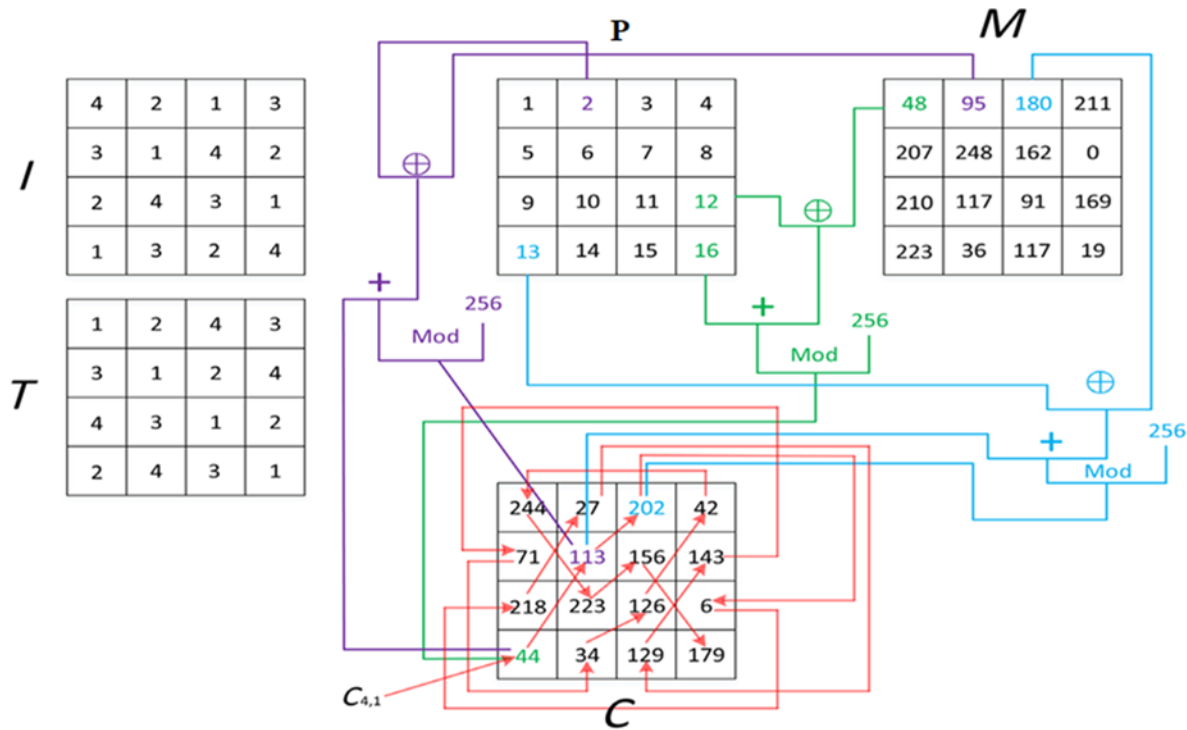 P
M
I
4 2 1 3
3 1 4 2
2 4 3 1
1 3 2 4
1 2 3 4
5 6 7 8
9 10 11 12
13 14 15 16
48 95 180 211
207 248 162 0
210 117 91 169
223 36 117 19
⊕
⊕
+
256
Mod
+
256
Mod
⊕
+
256
Mod
T
1 2 4 3
3 1 2 4
4 3 1 2
2 4 3 1
244 27 202 42
71 113 156 143
218 223 126 6
44 34 129 179
C4,1
C